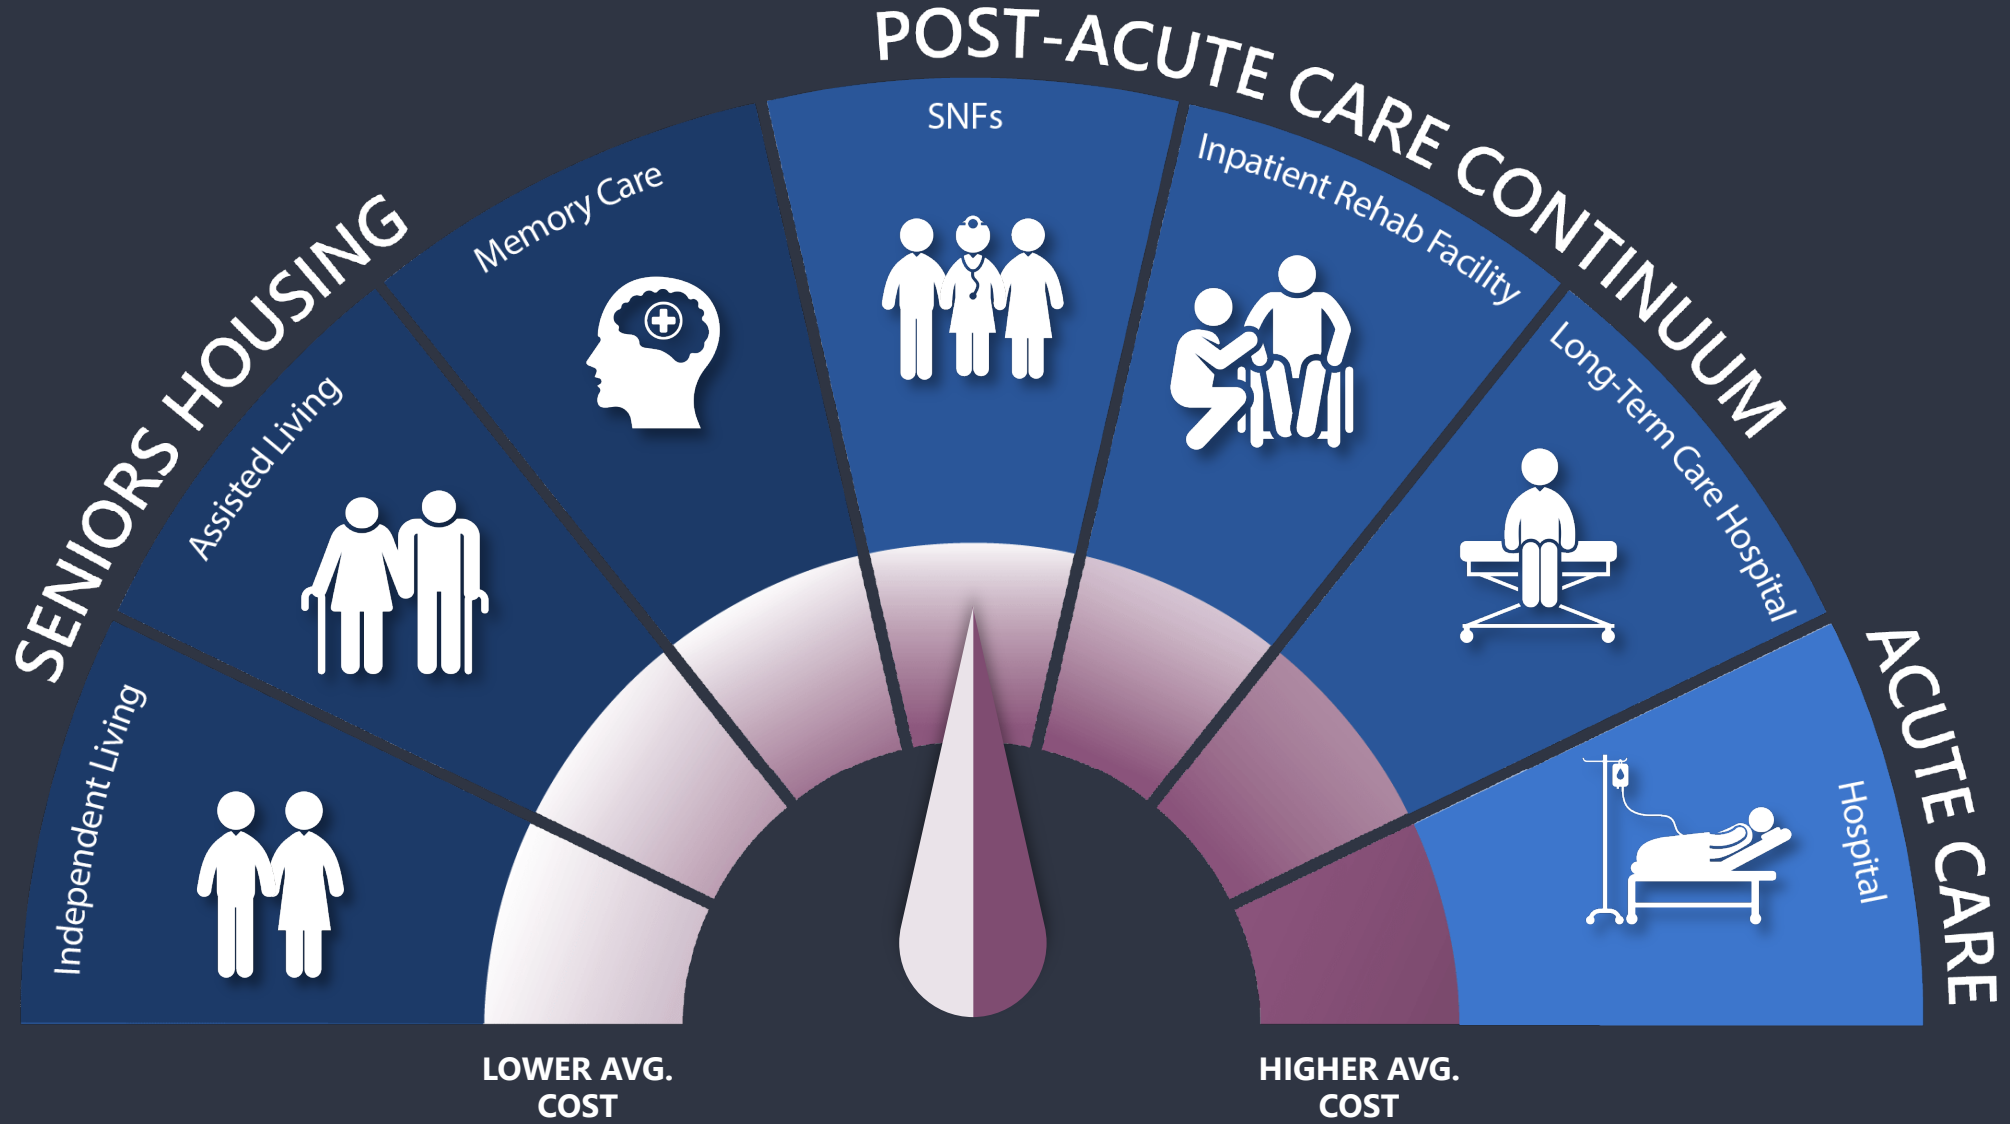 SENIORS HOUSING
POST-ACUTE CARE CONTINUUM
ACUTE CARE
Independent Living
Assisted Living
Memory Care
SNFs
Inpatient Rehab Facility
Long-Term Care Hospital
Hospital
LOWER AVG.
COST
HIGHER AVG.
COST